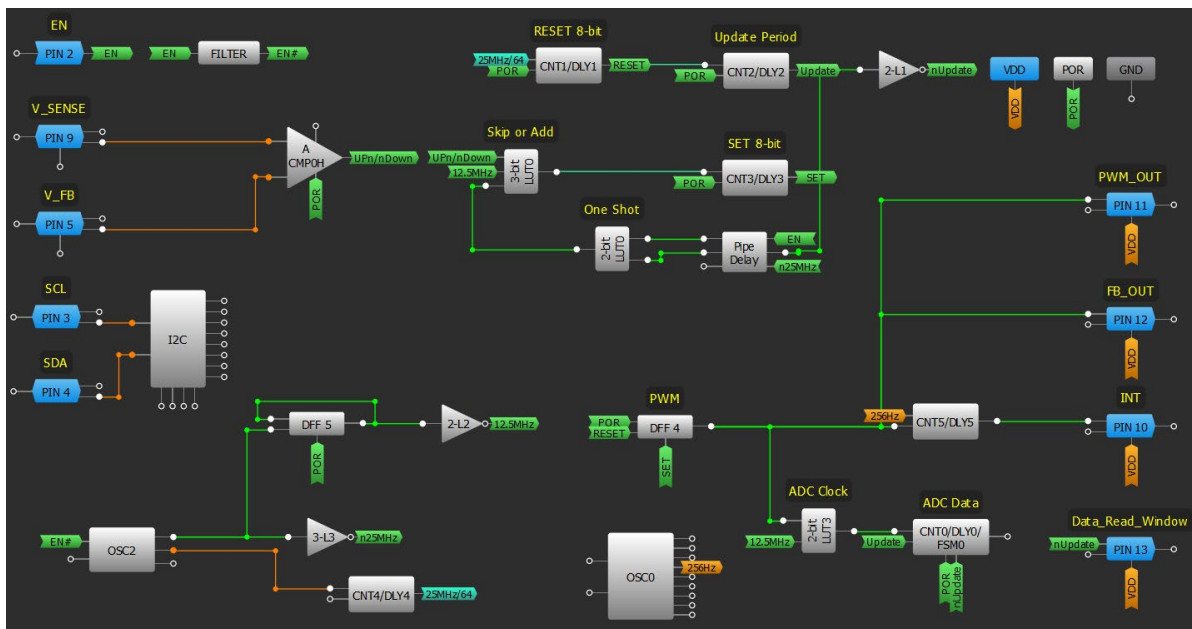 EN
PIN 2
EN
EN
FILTER
EN#
V_SENSE
PIN 9
V_FB
PIN 5
A
CMP0H
UPn/nDown
POR
SCL
PIN 3
SDA
PIN 4
I2C
RESET 8-bit
25MHz/64
POR
CNT1/DLY1
RESET
Update Period
POR
CNT2/DLY2
Update
2-L1
nUpdate
VDD
VDD
POR
POR
GND
Skip or Add
UPn/nDown
12.5MHz
3-bit
LUT0
SET 8-bit
POR
CNT3/DLY3
SET
One Shot
2-bit
LUT0
Pipe
Delay
EN
n25MHz
PWM_OUT
PIN 11
VDD
FB_OUT
PIN 12
VDD
INT
PIN 10
VDD
DFF 5
POR
2-L2
12.5MHz
EN#
OSC2
3-L3
n25MHz
CNT4/DLY4
25MHz/64
PWM
POR
RESET
DFF 4
SET
256Hz
CNT5/DLY5
ADC Clock
12.5MHz
2-bit
LUT3
ADC Data
Update
CNT0/DLY0/
FSM0
POR
nUpdate
OSC0
256Hz
Data_Read_Window
nUpdate
PIN 13
VDD